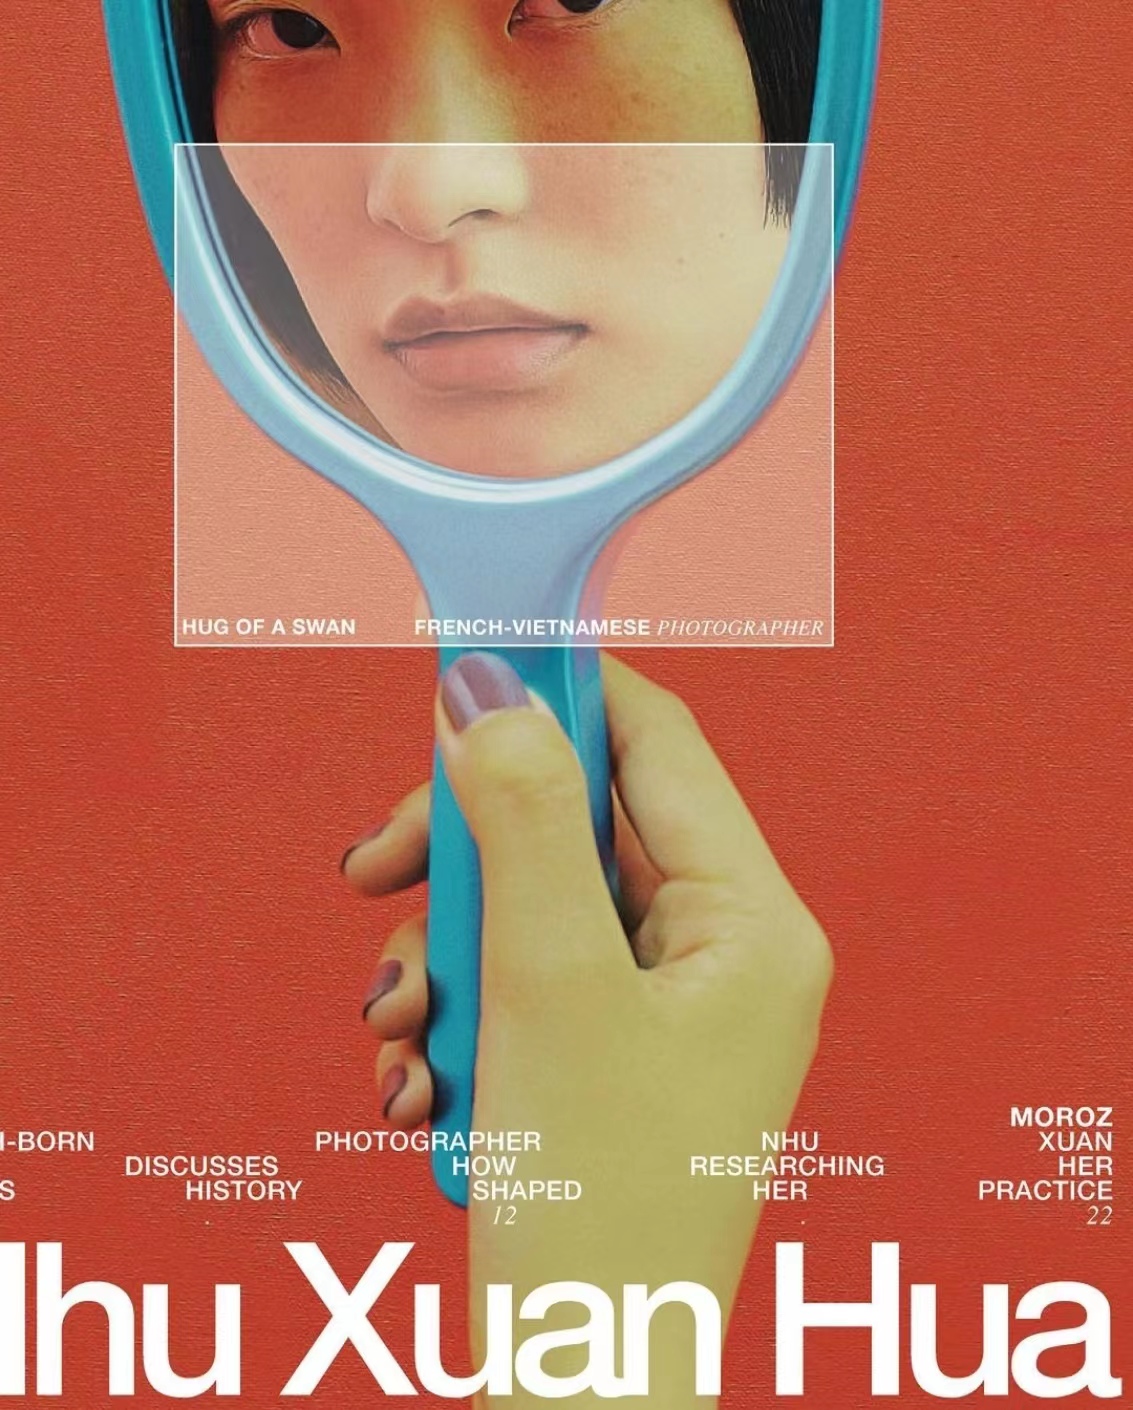 HUG OF A SWAN FRENCH-VIETNAMESE PHOTOGRAPHER
MOROZ
I-BORN PHOTOGRAPHER NHU XUAN
DISCUSSES HOW RESEARCHING HER
S HISTORY SHAPED HER PRACTICE
. 12 . 22
lhu Xuan Hua